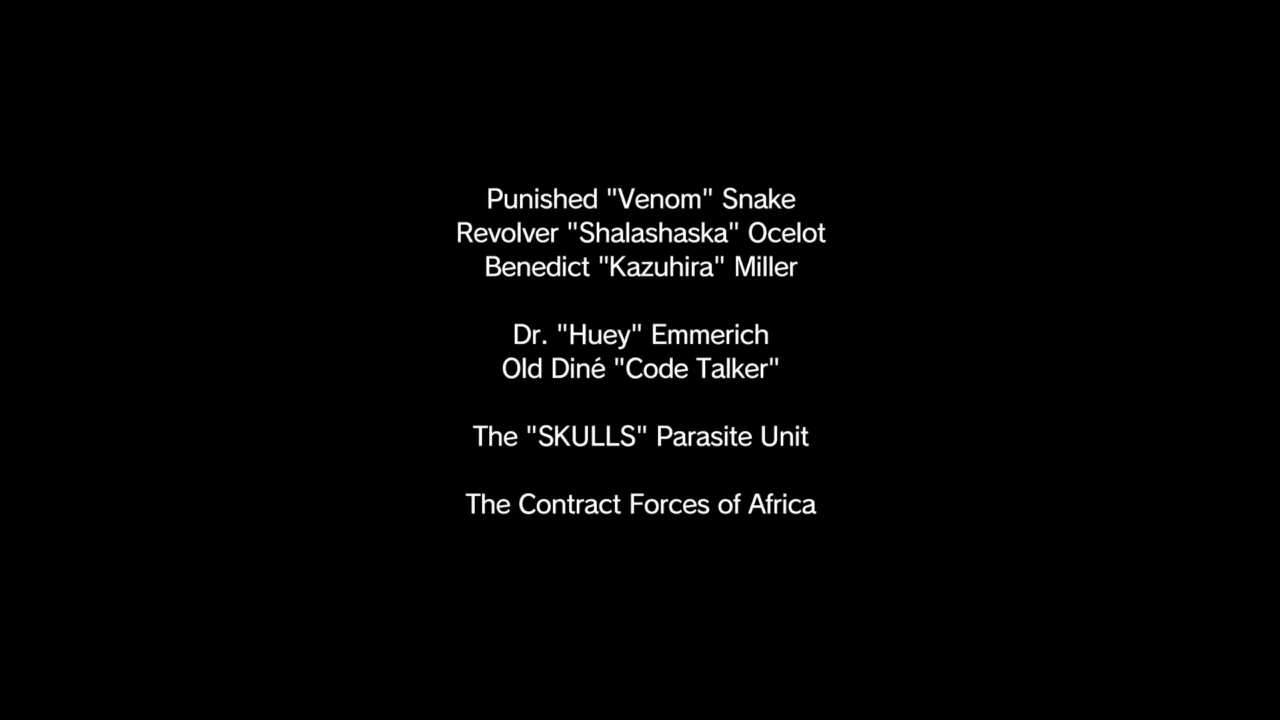 Punished "Venom" Snake
Revolver "Shalashaska" Ocelot
Benedict "Kazuhira" Miller
Dr. "Huey" Emmerich
Old Diné "Code Talker"
The "SKULLS" Parasite Unit
The Contract Forces of Africa